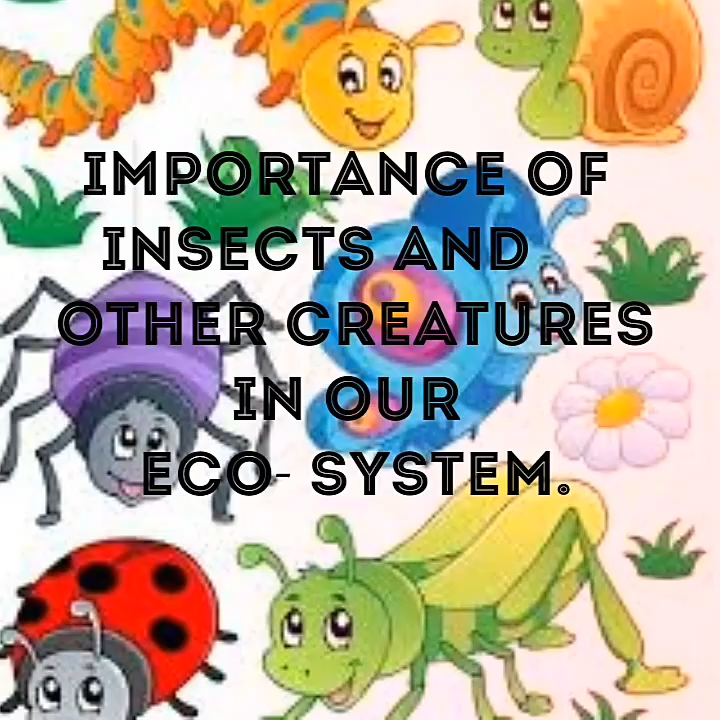 IMPORTANCE OF
INSECTS AND
OTHER CREATURES
IN OUR
ECO- SYSTEM.